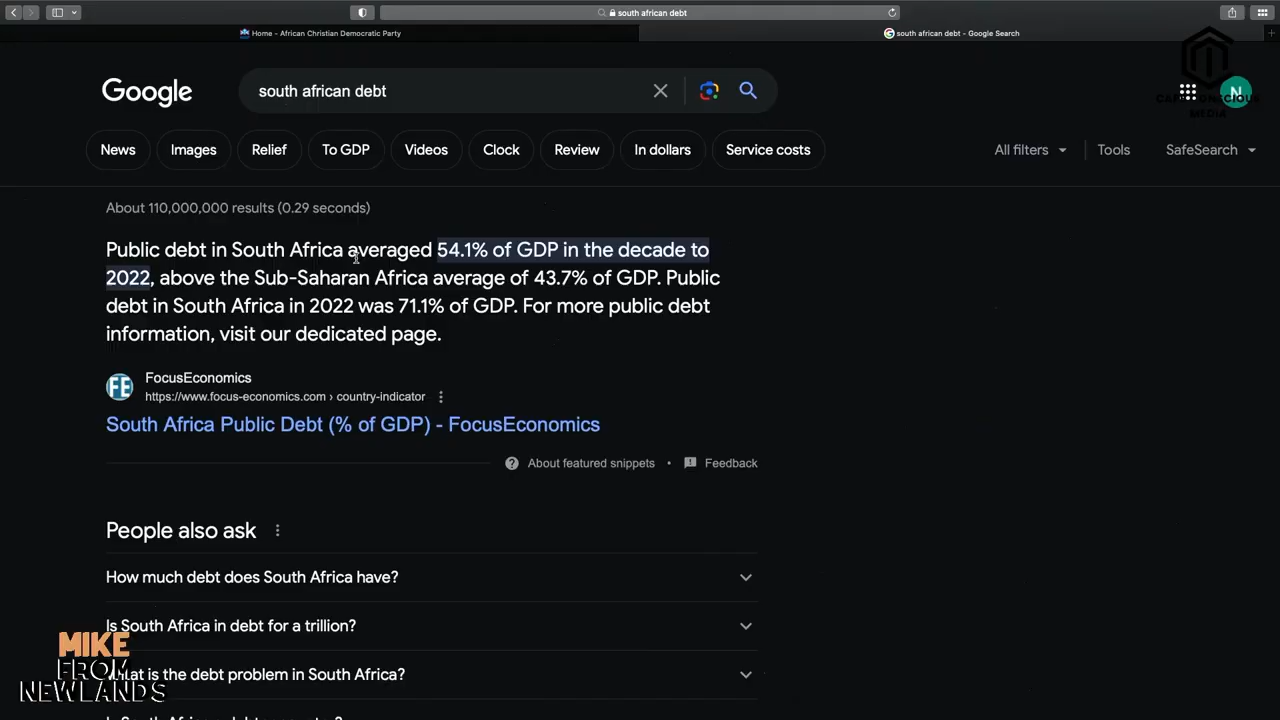 south african debt
Home - African Christian Democratic Party
south african debt - Google Search
Google
south african debt
N
CAPE CONSCIOUS
MEDIA
News
Images
Relief
To GDP
Videos
Clock
Review
In dollars
Service costs
All filters
Tools
SafeSearch
About 110,000,000 results (0.29 seconds)
Public debt in South Africa averaged 54.1% of GDP in the decade to
2022, above the Sub-Saharan Africa average of 43.7% of GDP. Public
debt in South Africa in 2022 was 71.1% of GDP. For more public debt
information, visit our dedicated page.
FE
FocusEconomics
https://www.focus-economics.com › country-indicator
South Africa Public Debt (% of GDP) - FocusEconomics
About featured snippets
Feedback
People also ask
How much debt does South Africa have?
Is South Africa in debt for a trillion?
What is the debt problem in South Africa?
MIKE
FROM
NEWLANDS